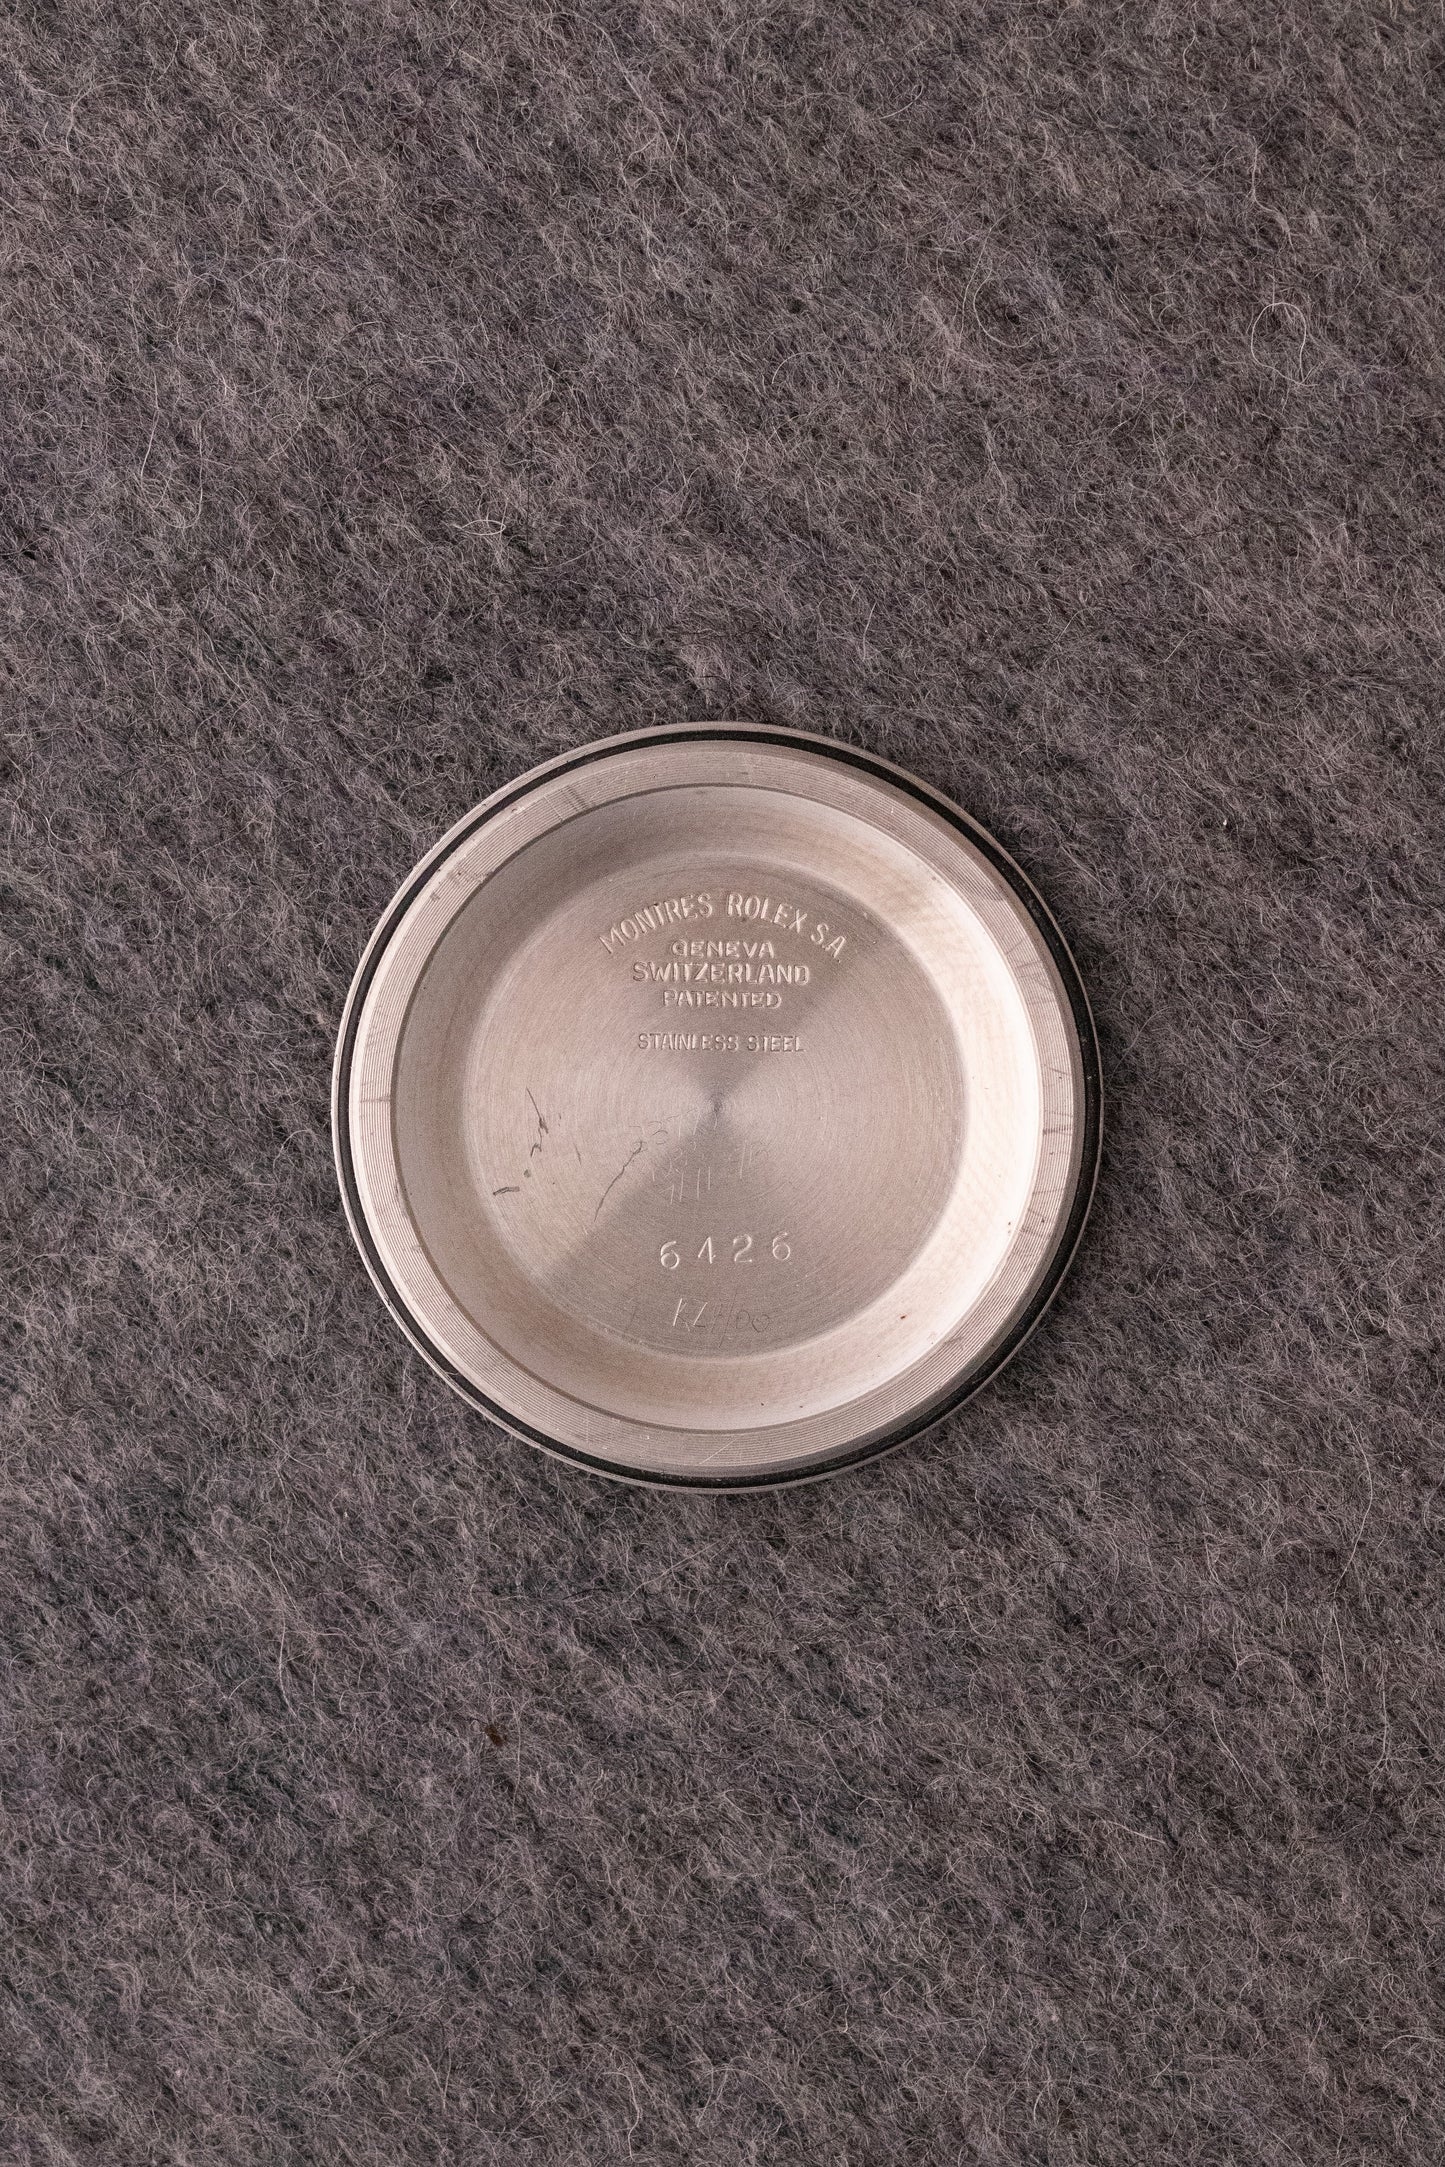 MONTRES ROLEX S.A.
GENEVA
SWITZERLAND
PATENTED
STAINLESS STEEL
6426